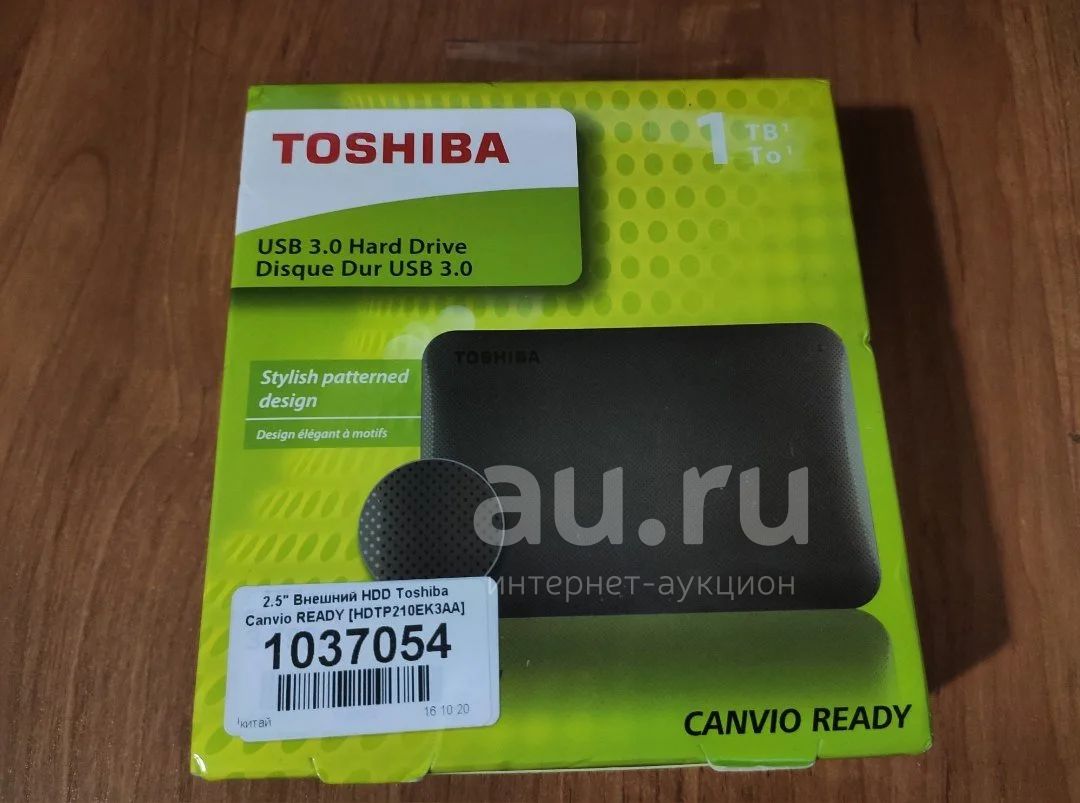 TOSHIBA
1 TB¹
To¹
USB 3.0 Hard Drive
Disque Dur USB 3.0
TOSHIBA
Stylish patterned
design
Design élégant à motifs
au.ru
интернет-аукцион
2.5" Внешний HDD Toshiba
Canvio READY [HDTP210EK3AA]
1037054
китай
16 10 20
CANVIO READY